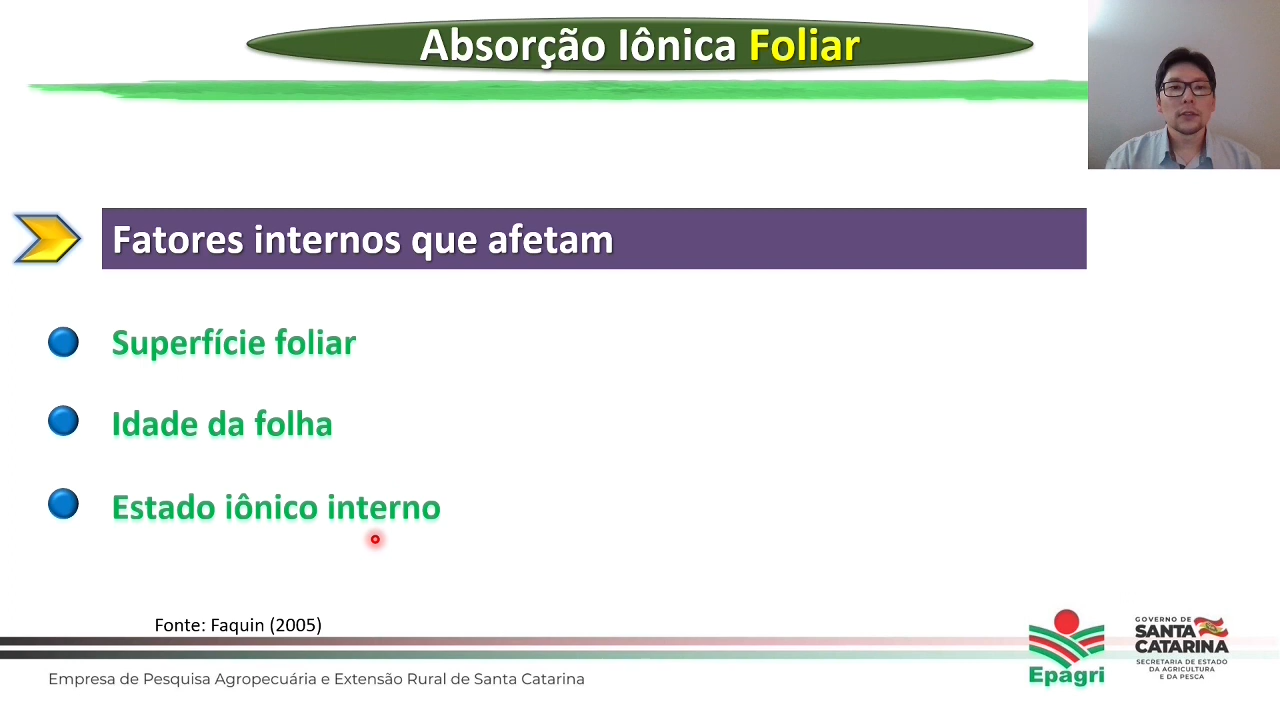 Absorção Iônica Foliar
Fatores internos que afetam
Superfície foliar
Idade da folha
Estado iônico interno
Fonte: Faquin (2005)
Empresa de Pesquisa Agropecuária e Extensão Rural de Santa Catarina
Epagri
GOVERNO DE
SANTA
CATARINA
SECRETARIA DE ESTADO
DA AGRICULTURA
E DA PESCA